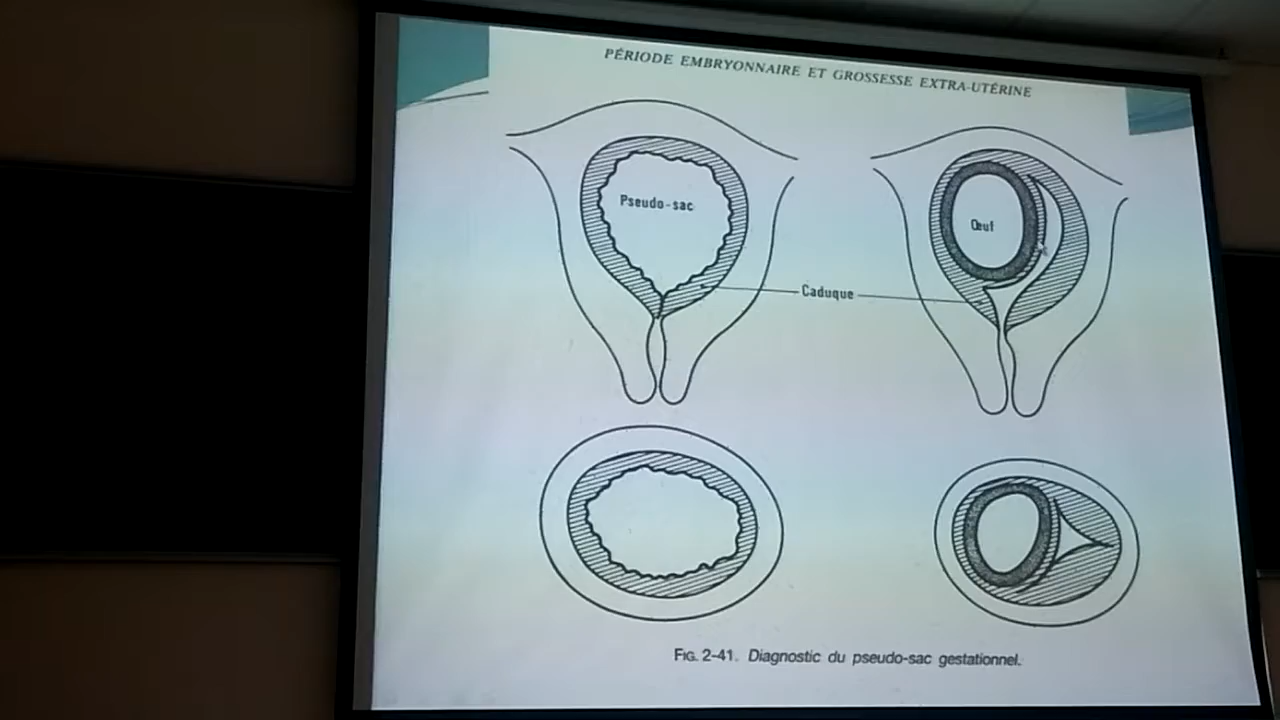 PÉRIODE EMBRYONNAIRE ET GROSSESSE EXTRA-UTÉRINE
Pseudo-sac
Œuf
Caduque
FIG. 2-41. Diagnostic du pseudo-sac gestationnel.